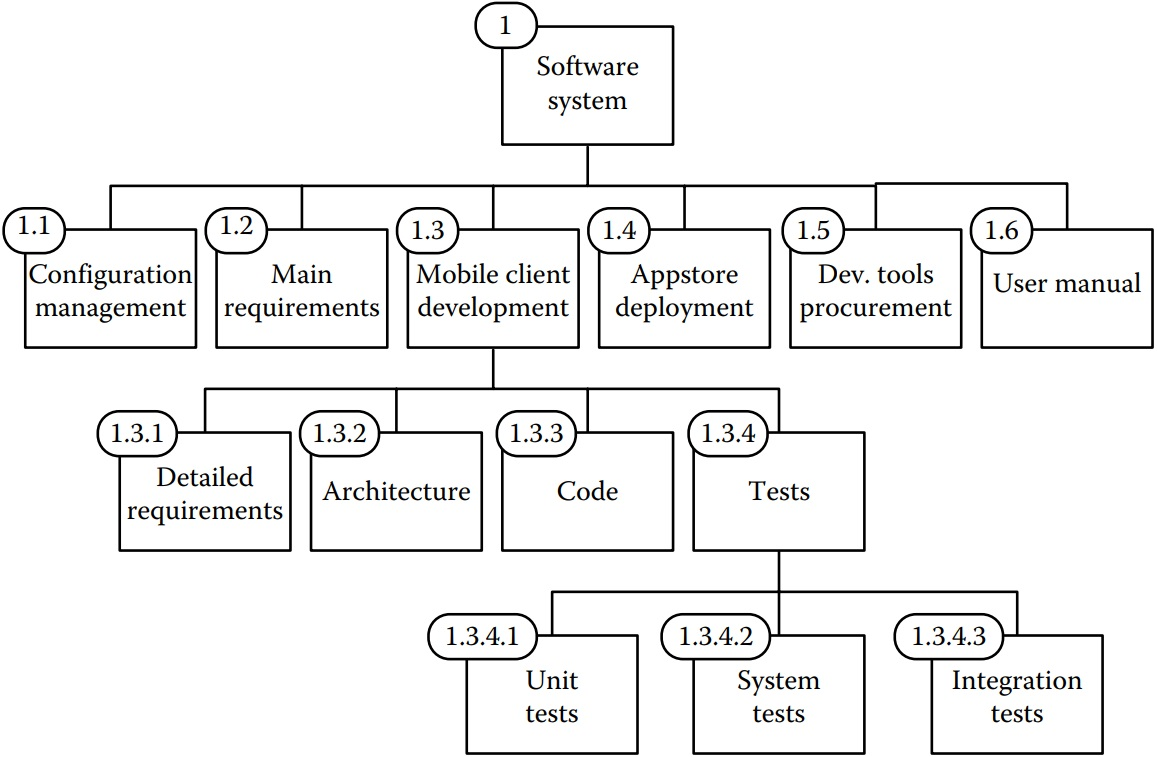 1
Software
system
1.1
Configuration
management
1.2
Main
requirements
1.3
Mobile client
development
1.4
Appstore
deployment
1.5
Dev. tools
procurement
1.6
User manual
1.3.1
Detailed
requirements
1.3.2
Architecture
1.3.3
Code
1.3.4
Tests
1.3.4.1
Unit
tests
1.3.4.2
System
tests
1.3.4.3
Integration
tests